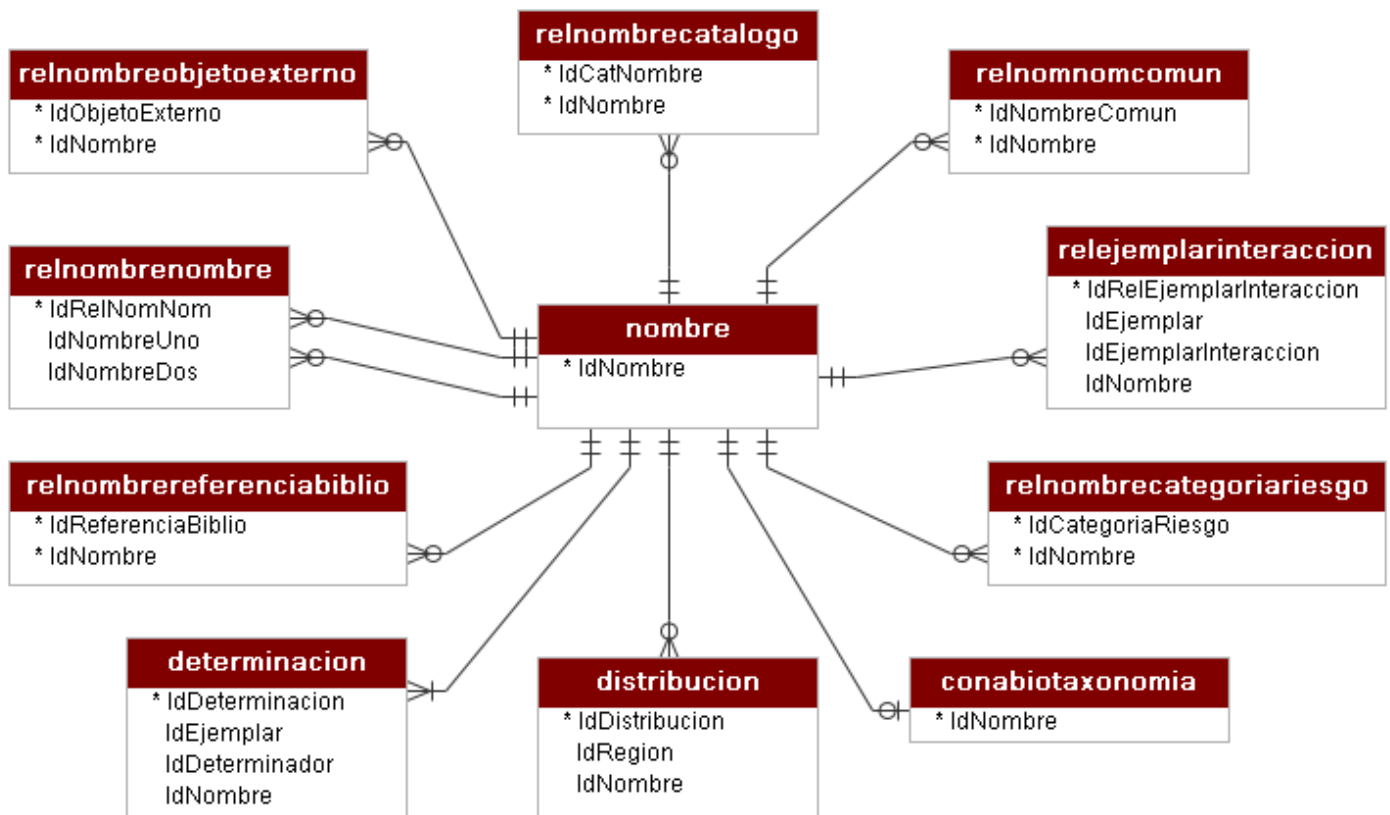 relnombrecatalogo
* IdCatNombre
* IdNombre
relnombreobjetoexterno
* IdObjetoExterno
* IdNombre
relnomnomcomun
* IdNombreComun
* IdNombre
relnombrenombre
* IdRelNomNom
IdNombreUno
IdNombreDos
nombre
* IdNombre
relejemplarinteraccion
* IdRelEjemplarInteraccion
IdEjemplar
IdEjemplarInteraccion
IdNombre
relnombrereferenciabiblio
* IdReferenciaBiblio
* IdNombre
relnombrecategoriariesgo
* IdCategoriaRiesgo
* IdNombre
determinacion
* IdDeterminacion
IdEjemplar
IdDeterminador
IdNombre
distribucion
* IdDistribucion
IdRegion
IdNombre
conabiotaxonomia
* IdNombre